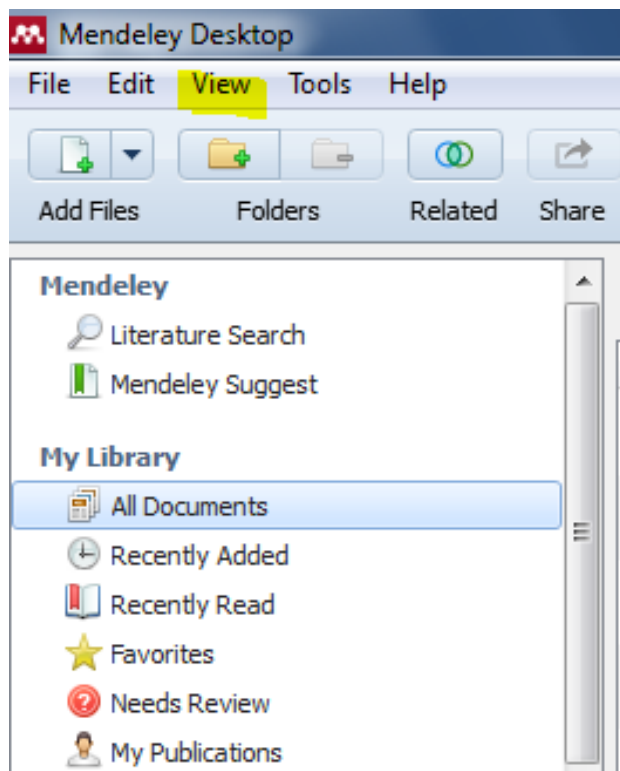 Mendeley Desktop
File Edit View Tools Help
Add Files Folders Related Share
Mendeley
Literature Search
Mendeley Suggest
My Library
All Documents
Recently Added
Recently Read
Favorites
Needs Review
My Publications